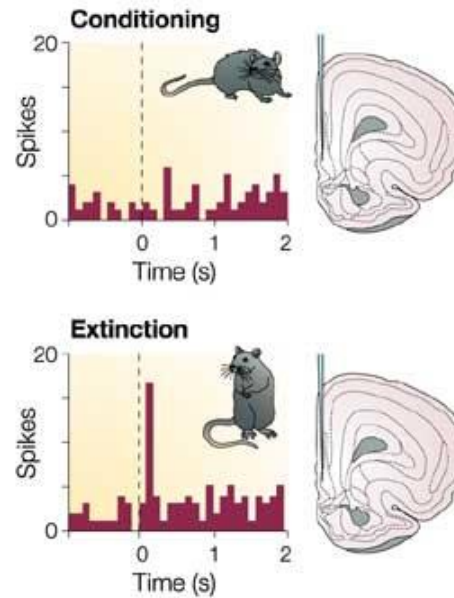 Conditioning
20
Spikes
0
0 1 2
Time (s)
Extinction
20
Spikes
0
0 1 2
Time (s)